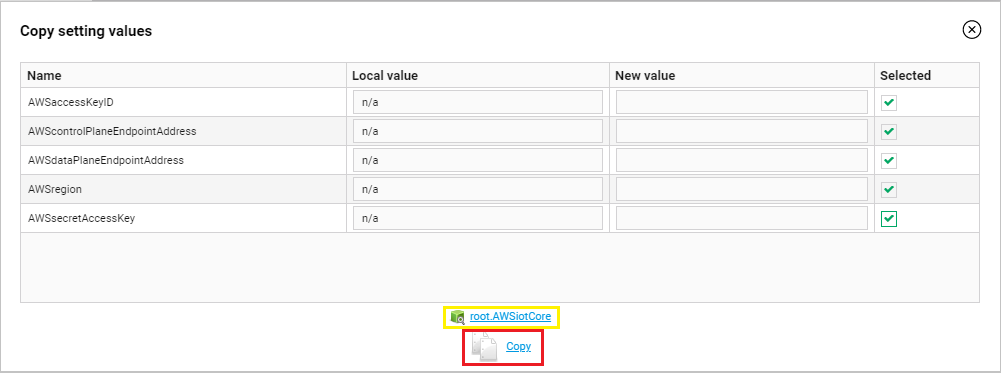 Copy setting values
Name Local value New value Selected
AWSaccessKeyID n/a
AWScontrolPlaneEndpointAddress n/a
AWSdataPlaneEndpointAddress n/a
AWSregion n/a
AWSsecretAccessKey n/a
root.AWSiotCore
Copy